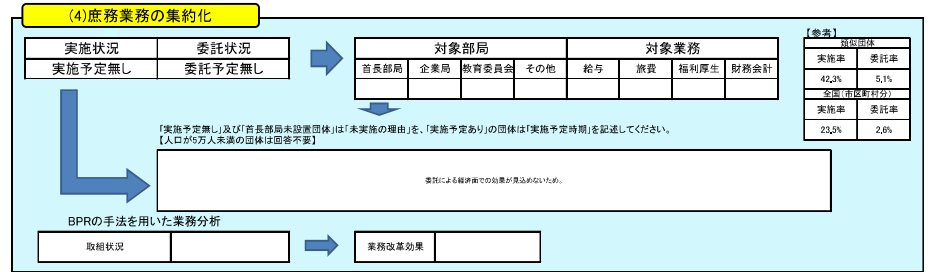 (4)庶務業務の集約化
【参考】
実施状況 委託状況
実施予定無し 委託予定無し
対象部局 対象業務
首長部局 企業局 教育委員会 その他 給与 旅費 福利厚生 財務会計
類似団体
実施率 委託率
42.3% 5.1%
全国(市区町村分)
実施率 委託率
23.5% 2.6%
「実施予定無し」及び「首長部局未設置団体」は「未実施の理由」を、「実施予定あり」の団体は「実施予定時期」を記述してください。
【人口が5万人未満の団体は回答不要】
委託による経済面での効果が見込めないため。
BPRの手法を用いた業務分析
取組状況
業務改革効果